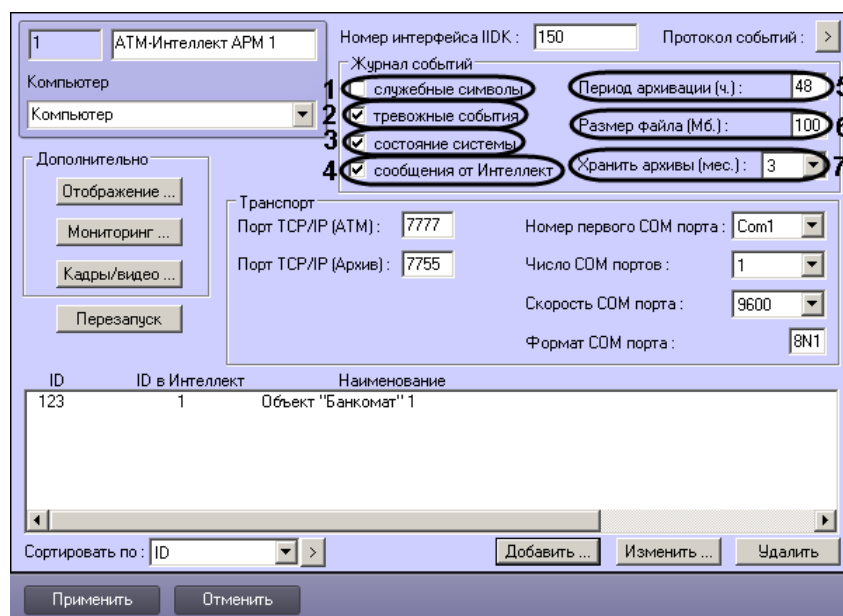 1 АТМ-Интеллект АРМ 1 Номер интерфейса IIDK : 150 Протокол событий : >
Журнал событий
Компьютер
Компьютер
1 служебные символы Период архивации (ч.) : 48 5
2 тревожные события Размер файла (Мб.) : 100 6
3 состояние системы
4 сообщения от Интеллект Хранить архивы (мес.) : 3 7
Дополнительно
Отображение ...
Мониторинг ...
Кадры/видео ...
Перезапуск
Транспорт
Порт TCP/IP (АТМ) : 7777 Номер первого COM порта : Com1
Порт TCP/IP (Архив) : 7755 Число COM портов : 1
Скорость COM порта : 9600
Формат COM порта : 8N1
ID ID в Интеллект Наименование
123 1 Объект "Банкомат" 1
Сортировать по : ID > Добавить ... Изменить ... Удалить
Применить Отменить